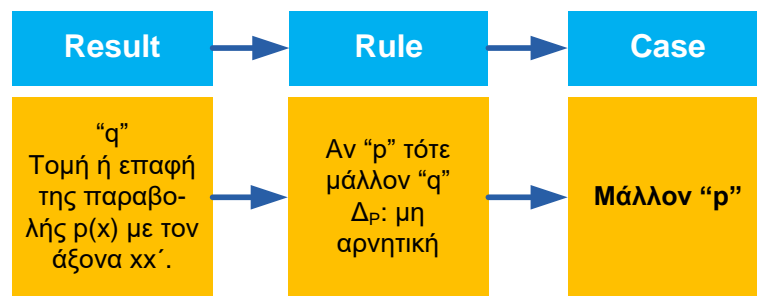 Result
Rule
Case
“q”
Τομή ή επαφή
της παραβο-
λής p(x) με τον
άξονα xx΄.
Αν “p” τότε
μάλλον “q”
Δ_P: μη
αρνητική
Μάλλον “p”